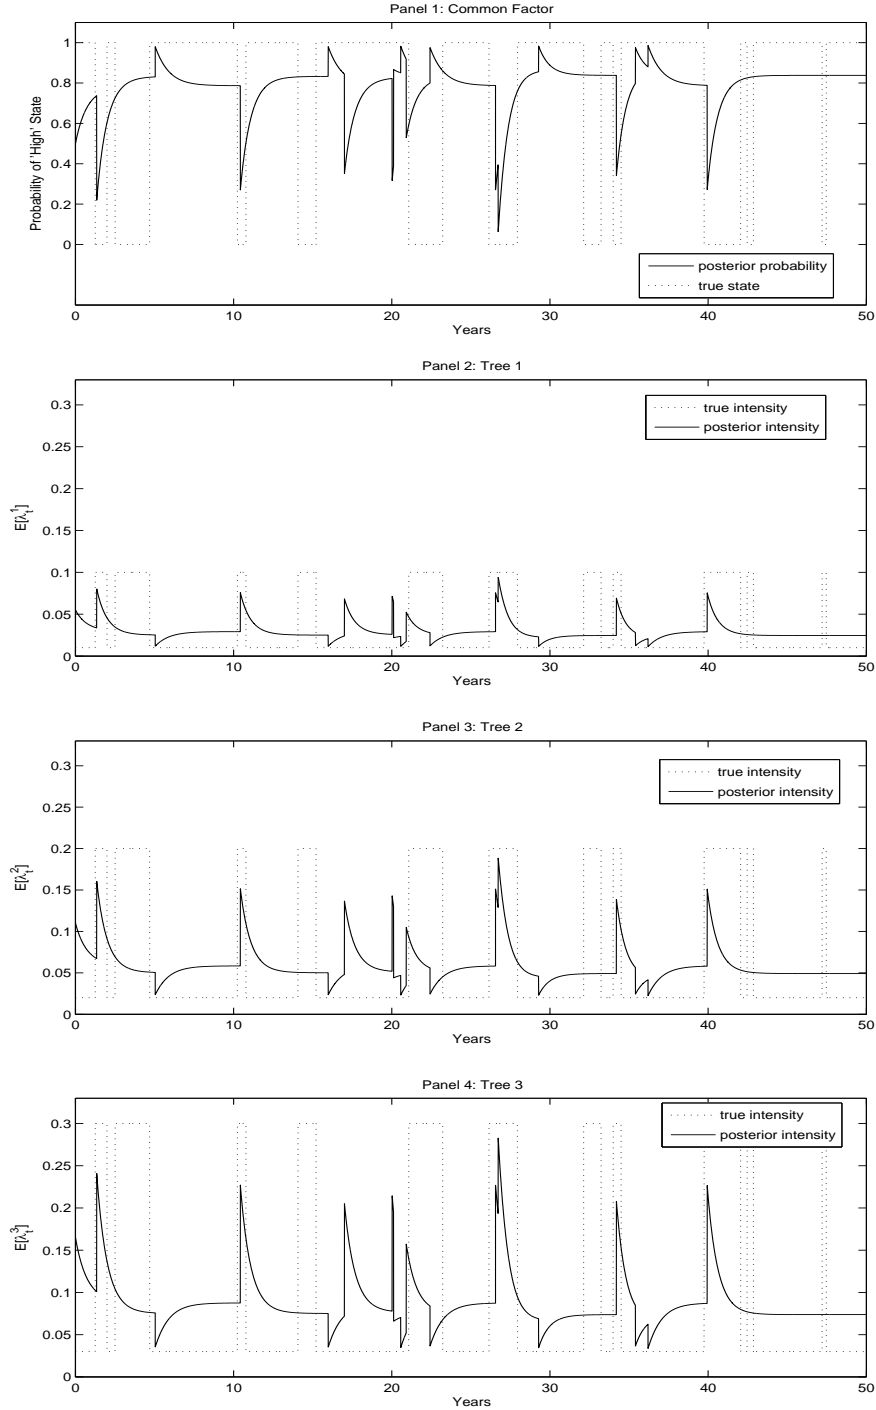 Panel 1: Common Factor
Probability of 'High' State
1
0.8
0.6
0.4
0.2
0
posterior probability
true state
0 10 20 30 40 50
Years
Panel 2: Tree 1
E[λ_t^1]
0.3
0.25
0.2
0.15
0.1
0.05
0
true intensity
posterior intensity
0 10 20 30 40 50
Years
Panel 3: Tree 2
E[λ_t^2]
0.3
0.25
0.2
0.15
0.1
0.05
0
true intensity
posterior intensity
0 10 20 30 40 50
Years
Panel 4: Tree 3
E[λ_t^3]
0.3
0.25
0.2
0.15
0.1
0.05
0
true intensity
posterior intensity
0 10 20 30 40 50
Years